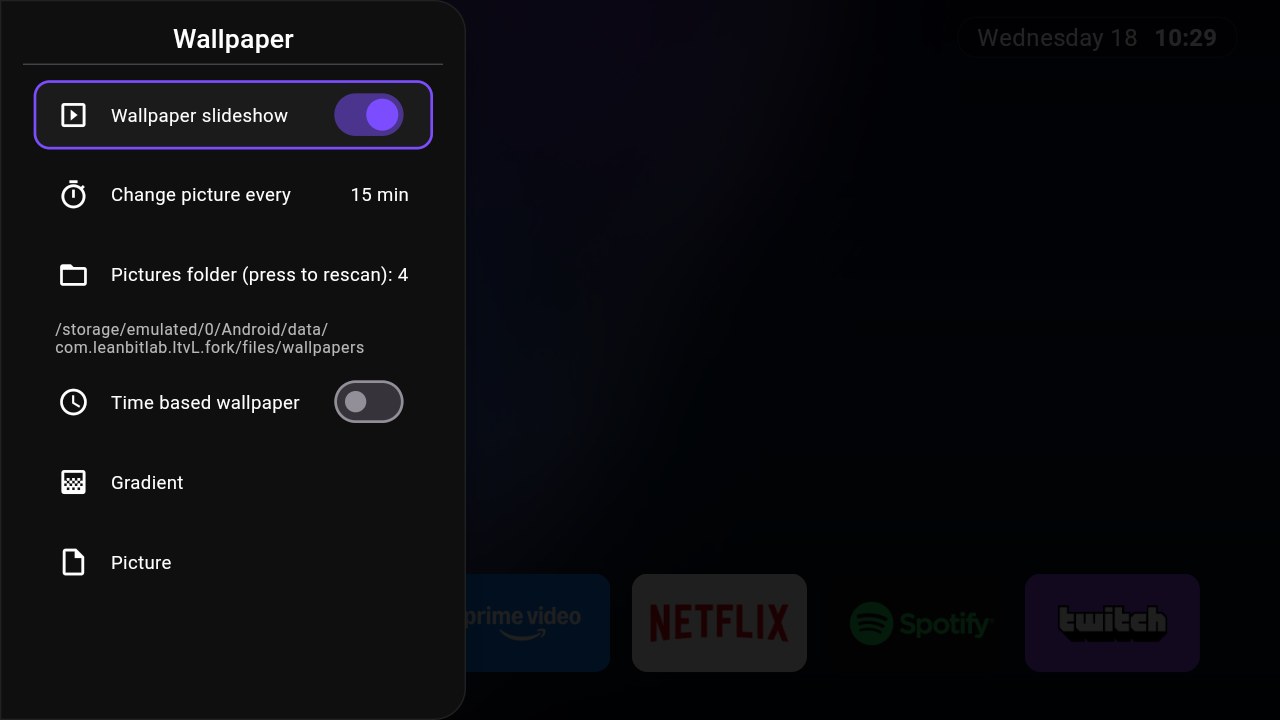 Wallpaper
Wednesday 18 10:29
Wallpaper slideshow
Change picture every 15 min
Pictures folder (press to rescan): 4
/storage/emulated/0/Android/data/
com.leanbitlab.ltvL.fork/files/wallpapers
Time based wallpaper
Gradient
Picture
prime video
NETFLIX
Spotify
twitch